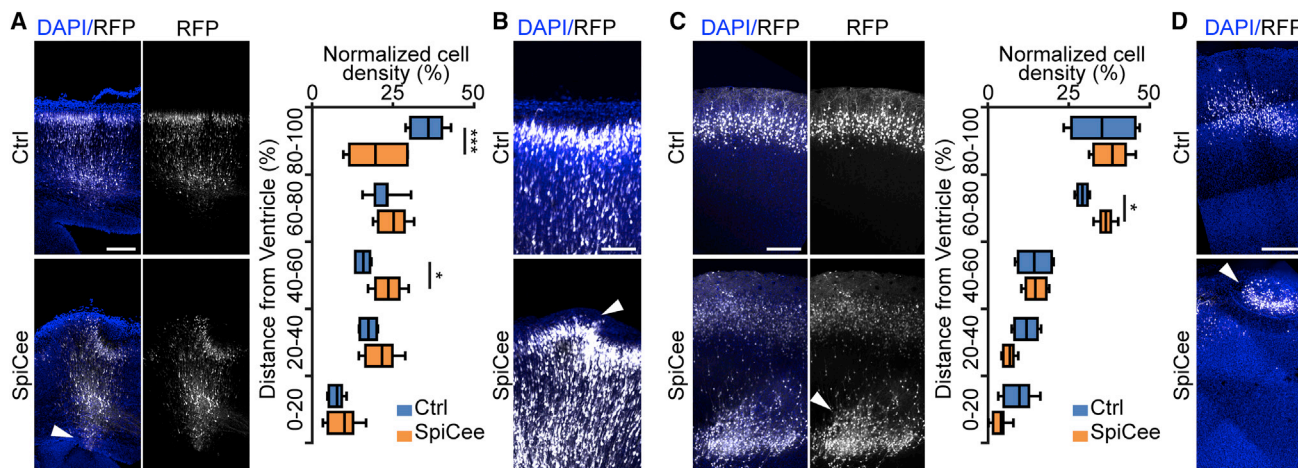 A
DAPI/RFP
RFP
Ctrl
SpiCee
Normalized cell
density (%)
0
25
50
Distance from Ventricle (%)
80-100
60-80
40-60
20-40
0-20
***
*
Ctrl
SpiCee
B
DAPI/RFP
Ctrl
SpiCee
C
DAPI/RFP
RFP
Ctrl
SpiCee
Normalized cell
density (%)
0
25
50
Distance from Ventricle (%)
80-100
60-80
40-60
20-40
0-20
*
Ctrl
SpiCee
D
DAPI/RFP
Ctrl
SpiCee